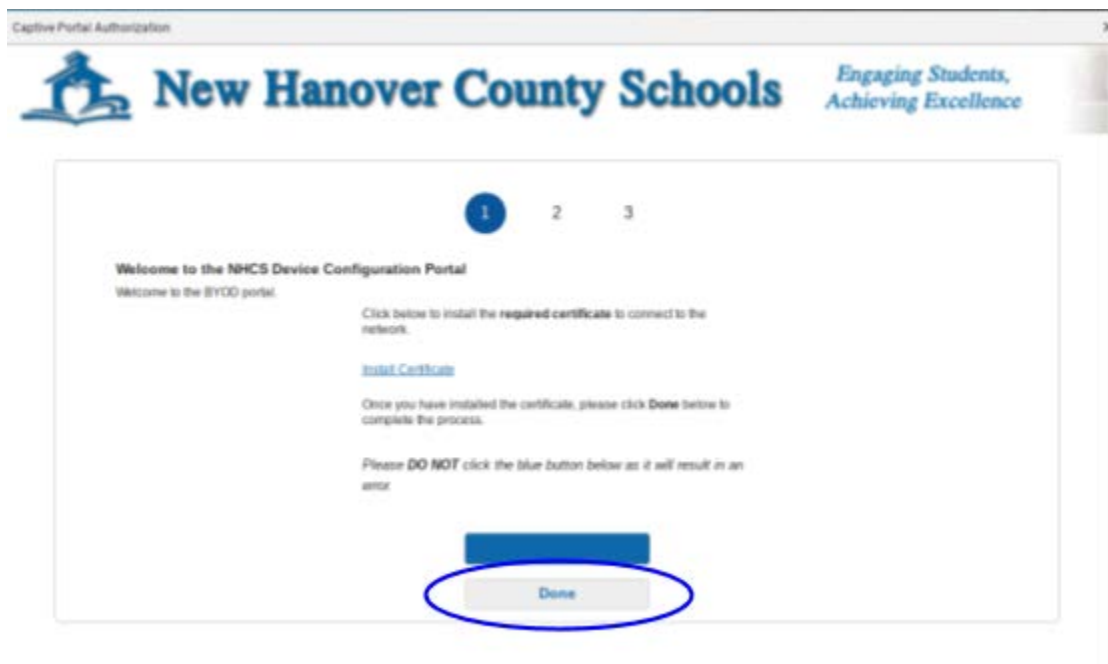 Captive Portal Authorization
New Hanover County Schools
Engaging Students,
Achieving Excellence
1 2 3
Welcome to the NHCS Device Configuration Portal
Welcome to the BYOD portal.
Click below to install the required certificate to connect to the
network.
Install Certificate
Once you have installed the certificate, please click Done below to
complete the process.
Please DO NOT click the blue button below as it will result in an
error.
Done